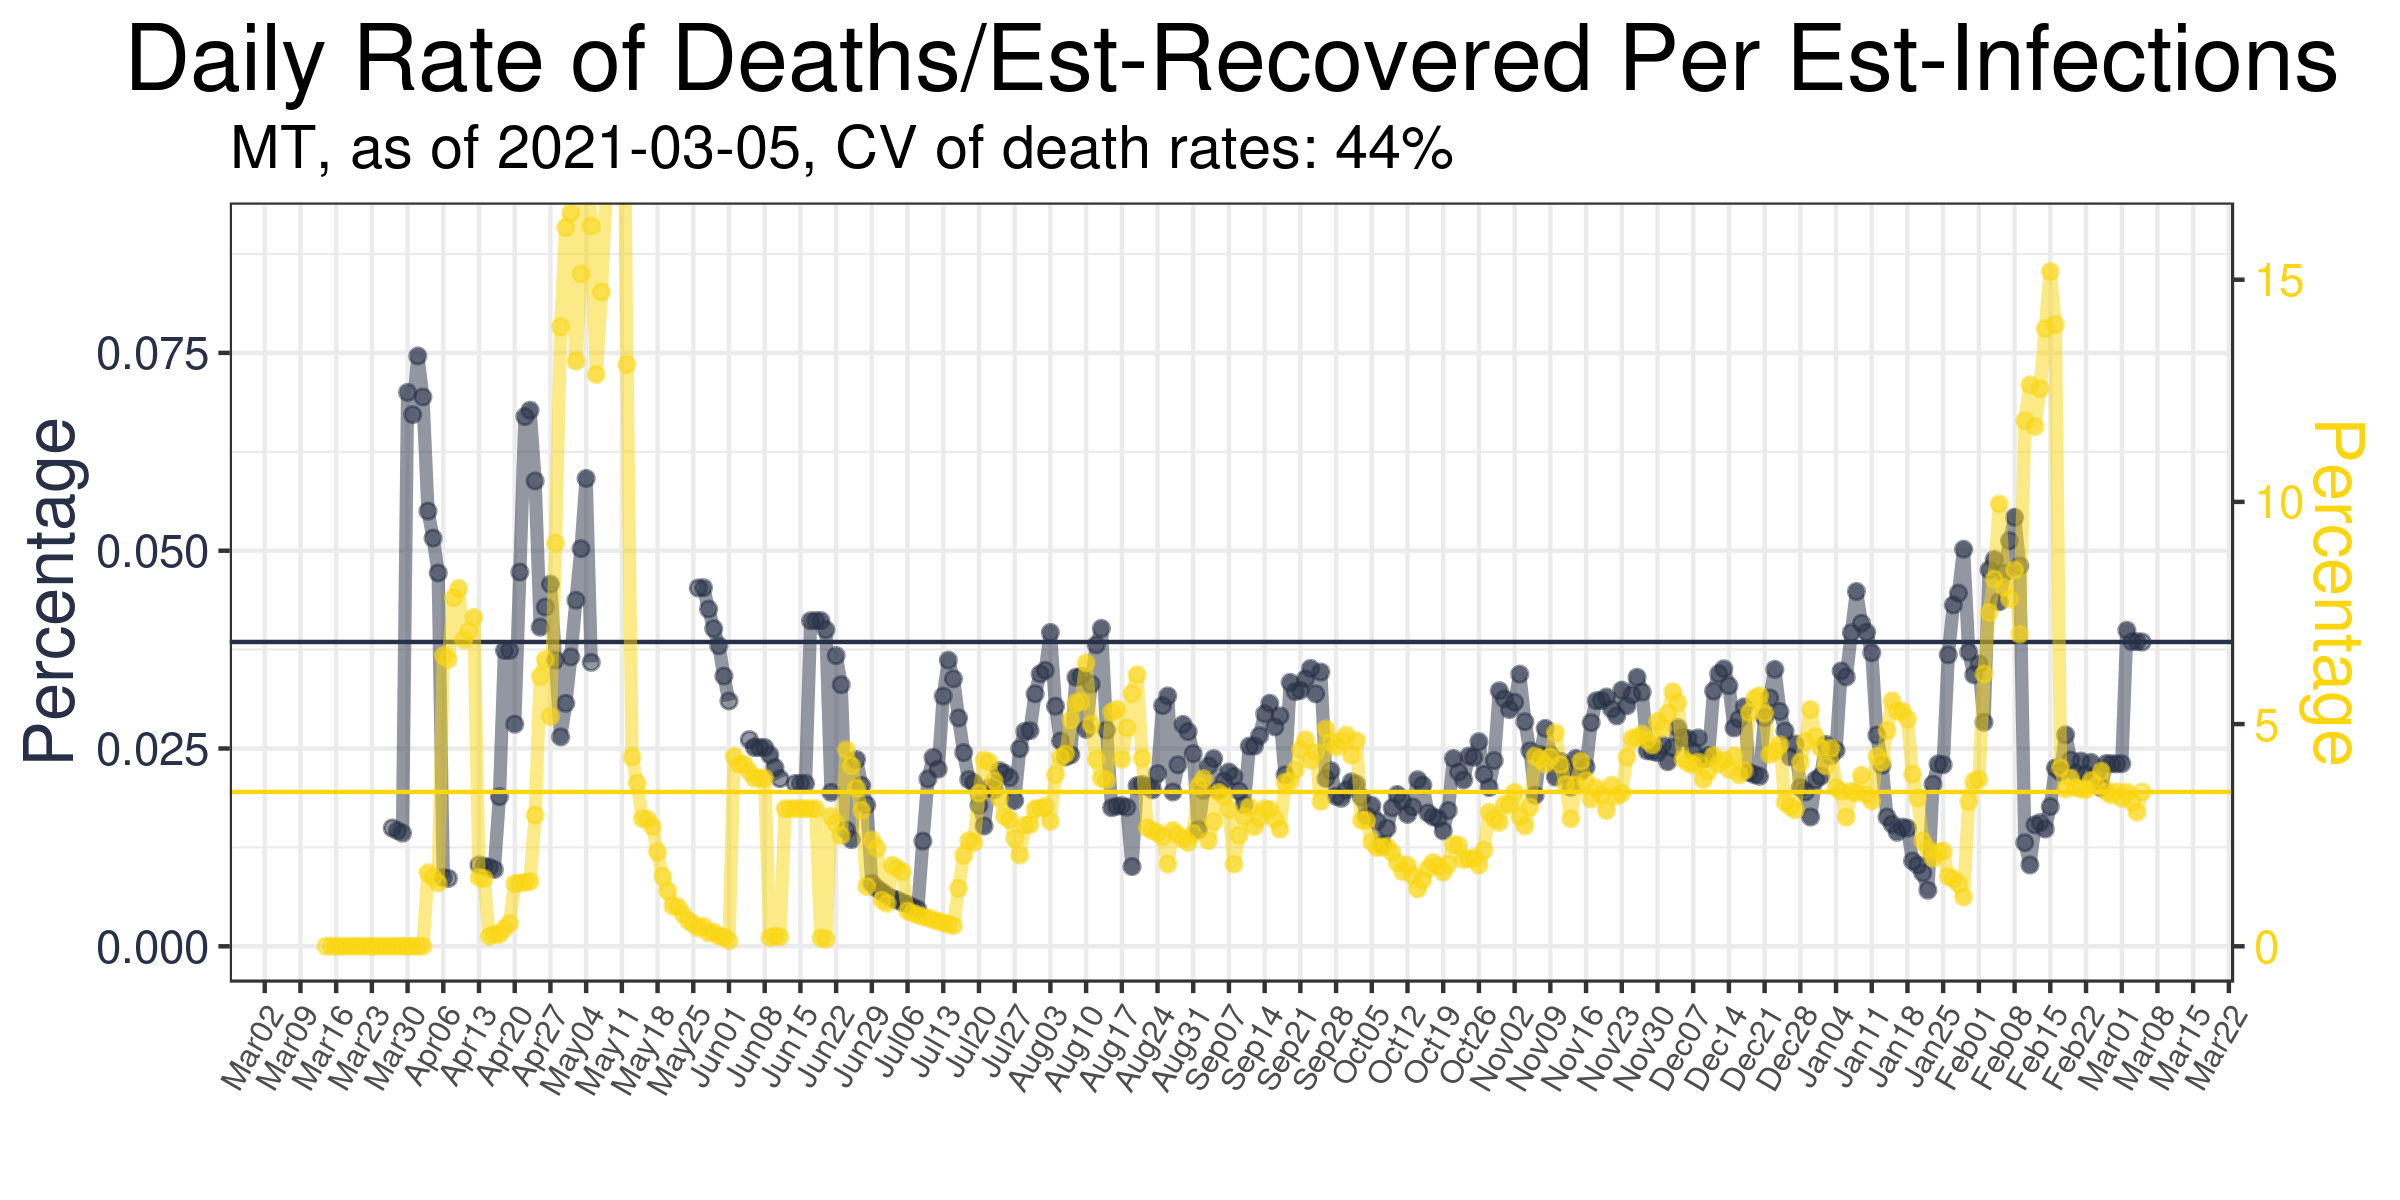 Daily Rate of Deaths/Est-Recovered Per Est-Infections
MT, as of 2021-03-05, CV of death rates: 44%
Percentage
0.075
0.050
0.025
0.000
15
10
5
0
Percentage
Mar02
Mar09
Mar16
Mar23
Mar30
Apr06
Apr13
Apr20
Apr27
May04
May11
May18
May25
Jun01
Jun08
Jun15
Jun22
Jun29
Jul06
Jul13
Jul20
Jul27
Aug03
Aug10
Aug17
Aug24
Aug31
Sep07
Sep14
Sep21
Sep28
Oct05
Oct12
Oct19
Oct26
Nov02
Nov09
Nov16
Nov23
Nov30
Dec07
Dec14
Dec21
Dec28
Dec04
Jan11
Jan18
Jan25
Jan25
Feb01
Feb08
Feb15
Feb22
Mar01
Mar08
Mar15
Mar22